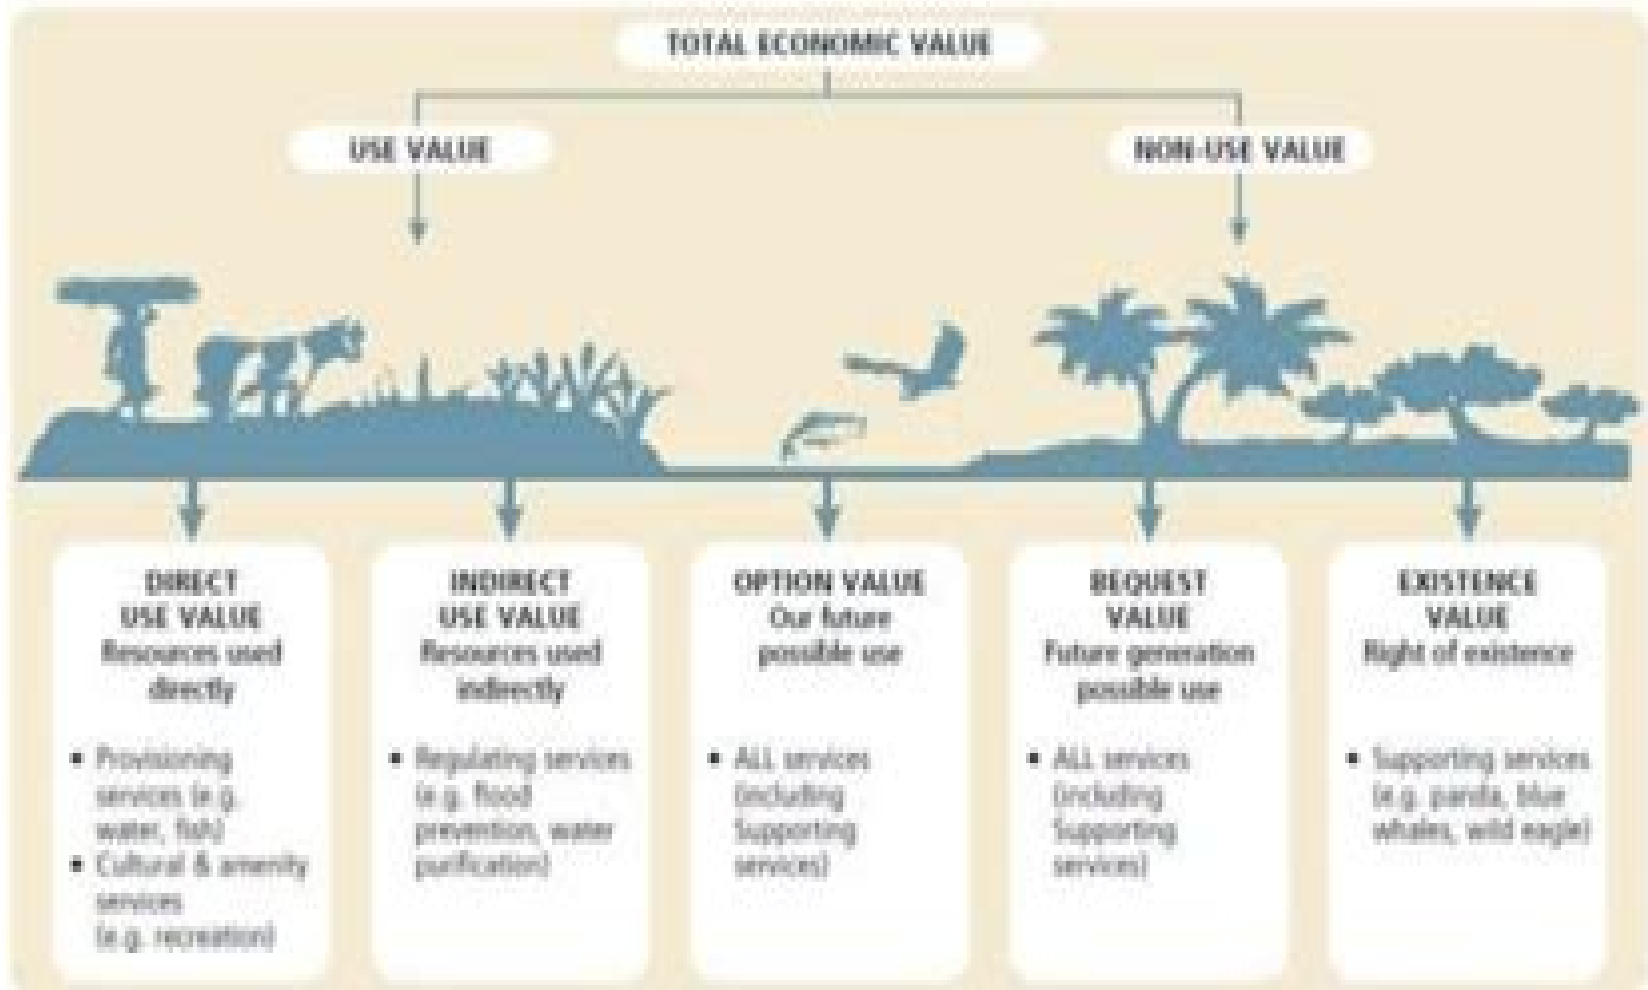 TOTAL ECONOMIC VALUE
USE VALUE
NON-USE VALUE
DIRECT
USE VALUE
Resources used
directly
• Provisioning
services (e.g.
water, fish)
• Cultural & amenity
services
(e.g. recreation)
INDIRECT
USE VALUE
Resources used
indirectly
• Regulating services
(e.g. flood
prevention, water
purification)
OPTION VALUE
Our future
possible use
• ALL services
(including
Supporting
services)
BEQUEST
VALUE
Future generation
possible use
• ALL services
(including
Supporting
services)
EXISTENCE
VALUE
Right of existence
• Supporting services
(e.g. panda, blue
whales, wild eagle)